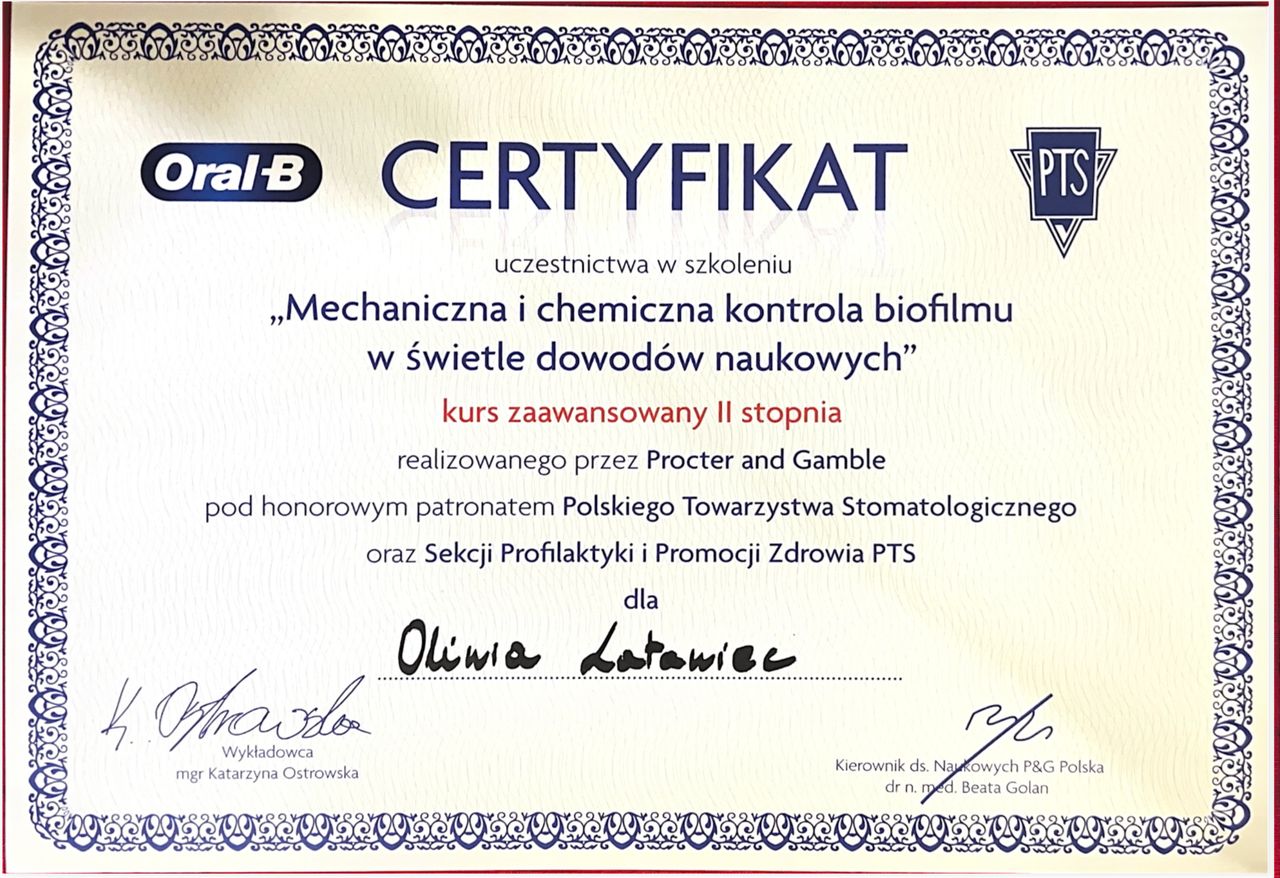 Oral-B
CERTYFIKAT
PTS
uczestnictwa w szkoleniu
„Mechaniczna i chemiczna kontrola biofilmu
w świetle dowodów naukowych”
kurs zaawansowany II stopnia
realizowanego przez Procter and Gamble
pod honorowym patronatem Polskiego Towarzystwa Stomatologicznego
oraz Sekcji Profilaktyki i Promocji Zdrowia PTS
dla
Oliwia Latawiec
K. Ostrowska
Wykładowca
mgr Katarzyna Ostrowska
Kierownik ds. Naukowych P&G Polska
dr n. med. Beata Golan